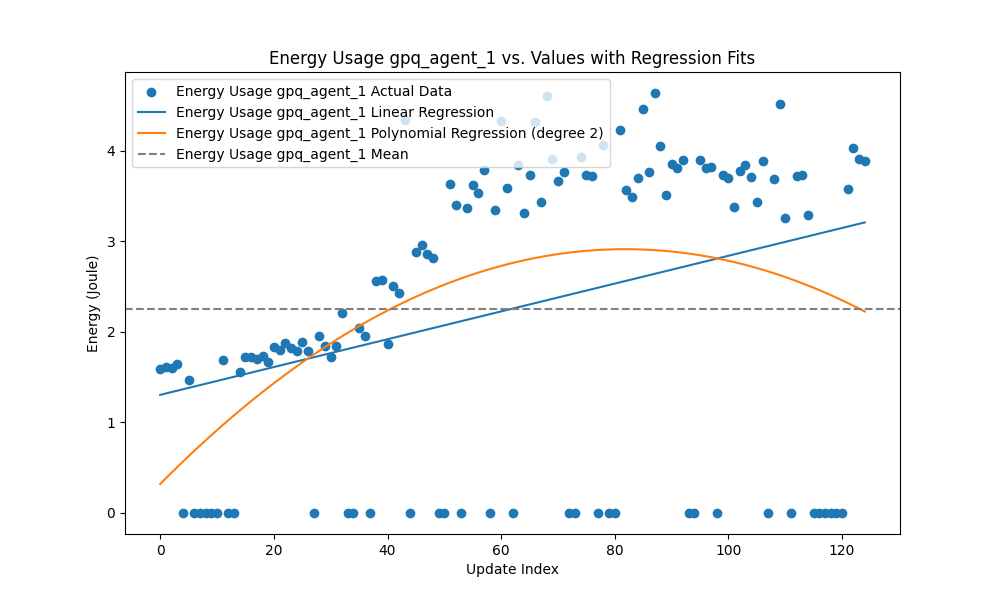 Energy Usage gpq_agent_1 vs. Values with Regression Fits
Energy Usage gpq_agent_1 Actual Data
Energy Usage gpq_agent_1 Linear Regression
Energy Usage gpq_agent_1 Polynomial Regression (degree 2)
Energy Usage gpq_agent_1 Mean
4
3
2
1
0
Energy (Joule)
0 20 40 60 80 100 120
Update Index